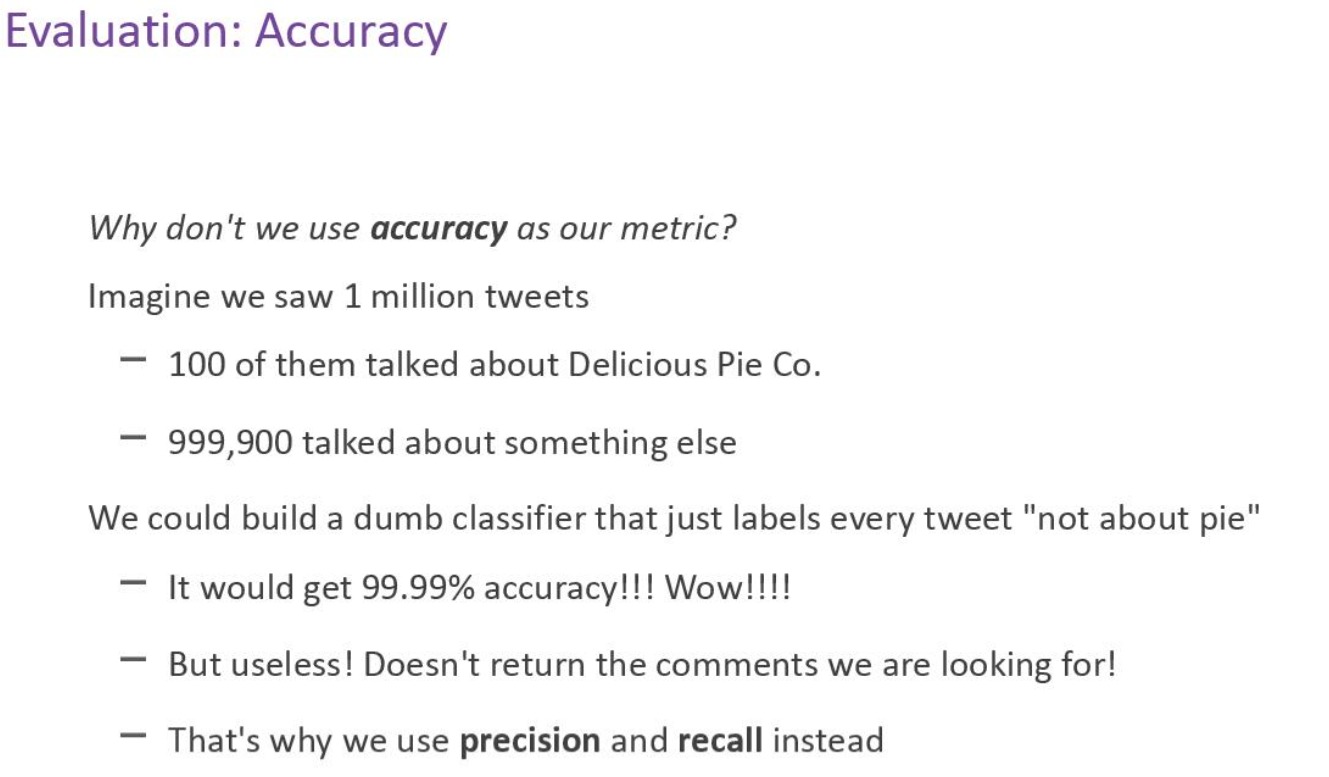 Evaluation: Accuracy
Why don't we use accuracy as our metric?
Imagine we saw 1 million tweets
– 100 of them talked about Delicious Pie Co.
– 999,900 talked about something else
We could build a dumb classifier that just labels every tweet "not about pie"
– It would get 99.99% accuracy!!! Wow!!!!
– But useless! Doesn't return the comments we are looking for!
– That's why we use precision and recall instead